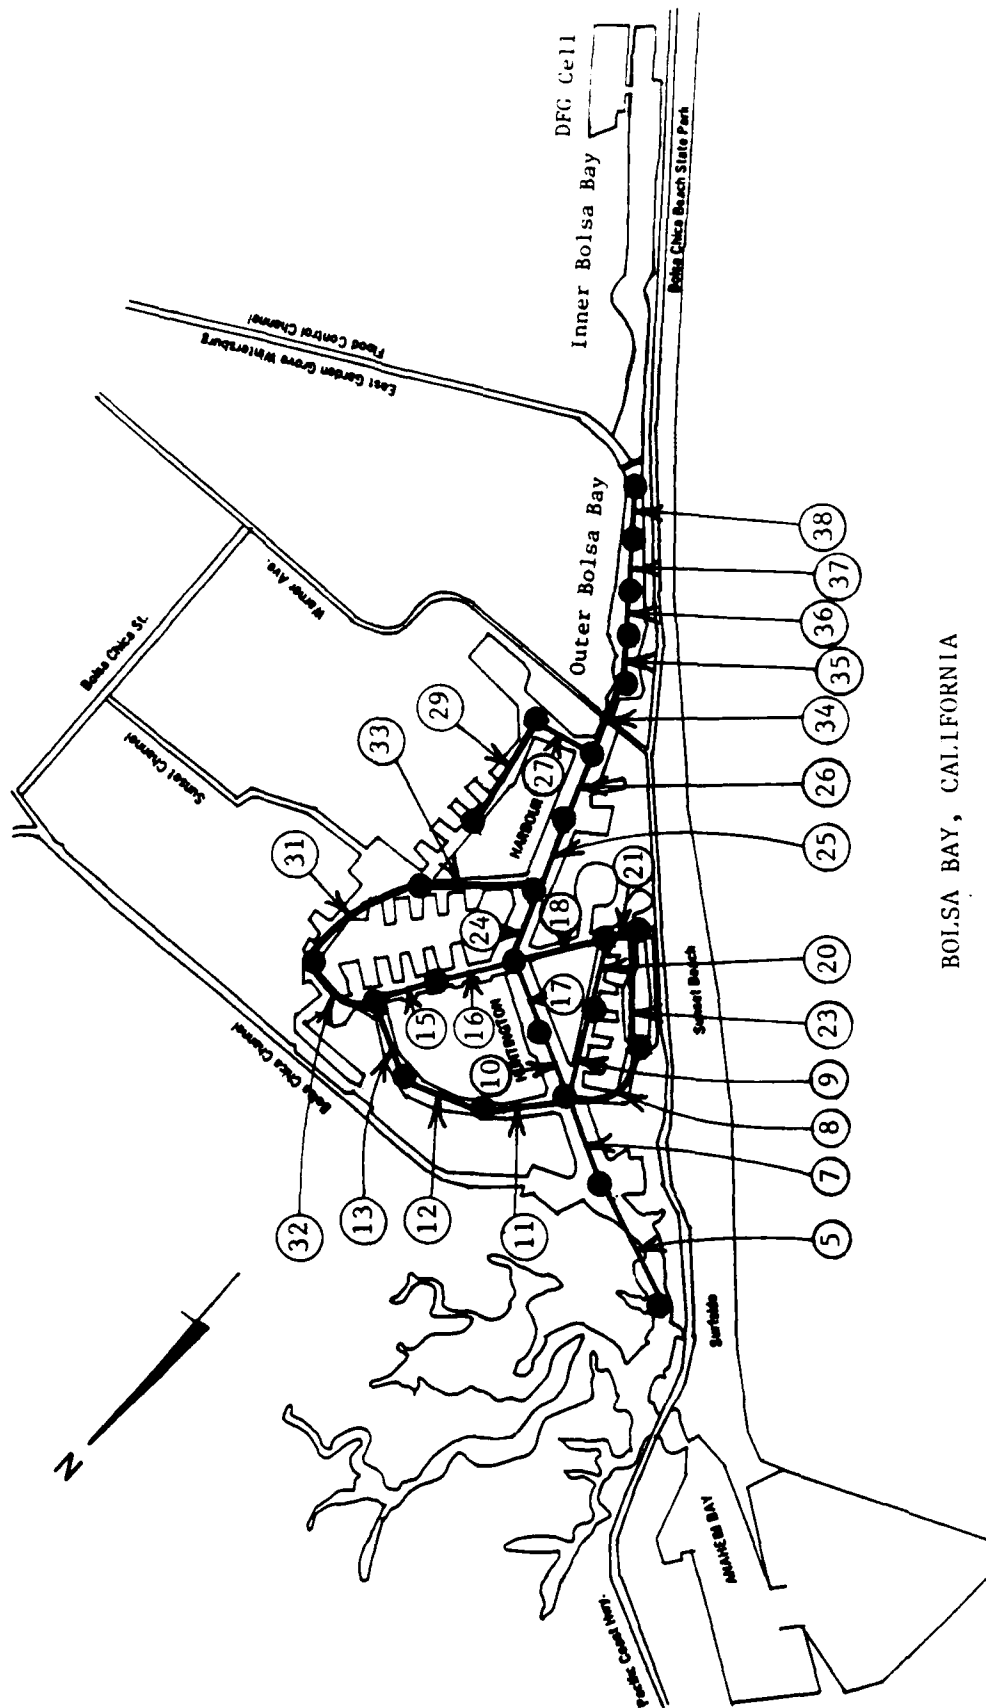 DFG Cell
Inner Bolsa Bay
Bolsa Chica Beach State Park
East Garden Grove Wintersburg
Flood Control Channel
Warner Ave.
Bolsa Chica St.
Sunset Channel
Outer Bolsa Bay
38
37
36
35
34
29
33
27
HARBOUR
26
25
31
21
18
24
20
17
Sunset Beach
23
15
16
HUNTINGTON
10
9
8
Bolsa Chica Channel
7
32
13
12
11
5
Surfside
N
ANAHEIM BAY
Pacific Coast Hwy.
BOLSA BAY, CALIFORNIA